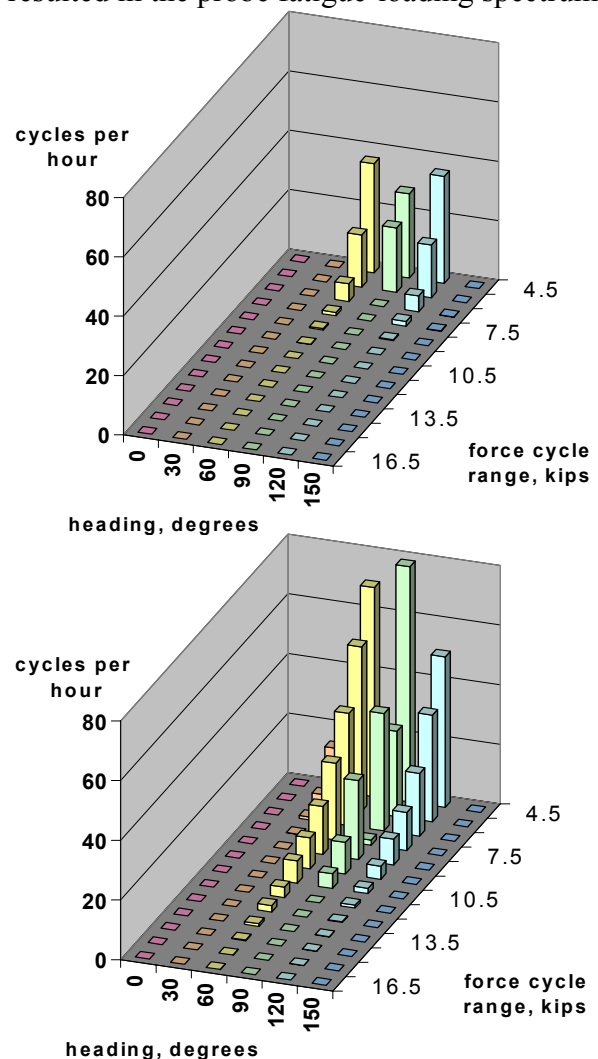 resulted in the probe fatigue-loading spectrum
cycles per
hour
80
60
40
20
0
0
30
60
90
120
150
4.5
7.5
10.5
13.5
16.5
force cycle
range, kips
heading, degrees
cycles per
hour
80
60
40
20
0
0
30
60
90
120
150
4.5
7.5
10.5
13.5
16.5
force cycle
range, kips
heading, degrees